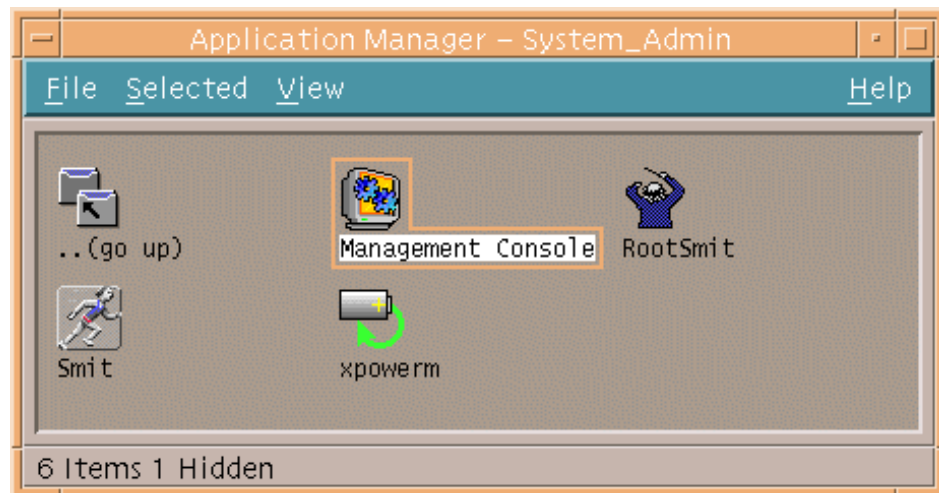 Application Manager – System_Admin
File Selected View Help
..(go up) Management Console RootSmit
Smit xpowerm
6 Items 1 Hidden